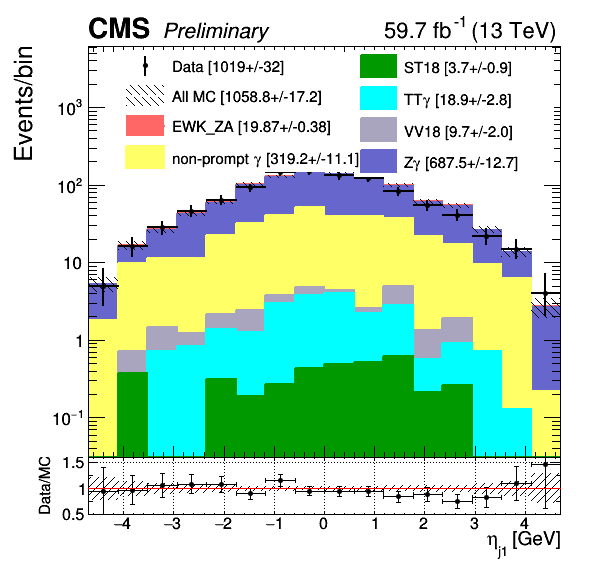 CMS Preliminary 59.7 fb⁻¹ (13 TeV)
Events/bin
Data [1019+/-32]
All MC [1058.8+/-17.2]
EWK_ZA [19.87+/-0.38]
non-prompt γ [319.2+/-11.1]
ST18 [3.7+/-0.9]
TTγ [18.9+/-2.8]
VV18 [9.7+/-2.0]
Zγ [687.5+/-12.7]
10³
10²
10
1
10⁻¹
Data/MC
1.5
1
0.5
−4 −3 −2 −1 0 1 2 3 4
η_j1 [GeV]